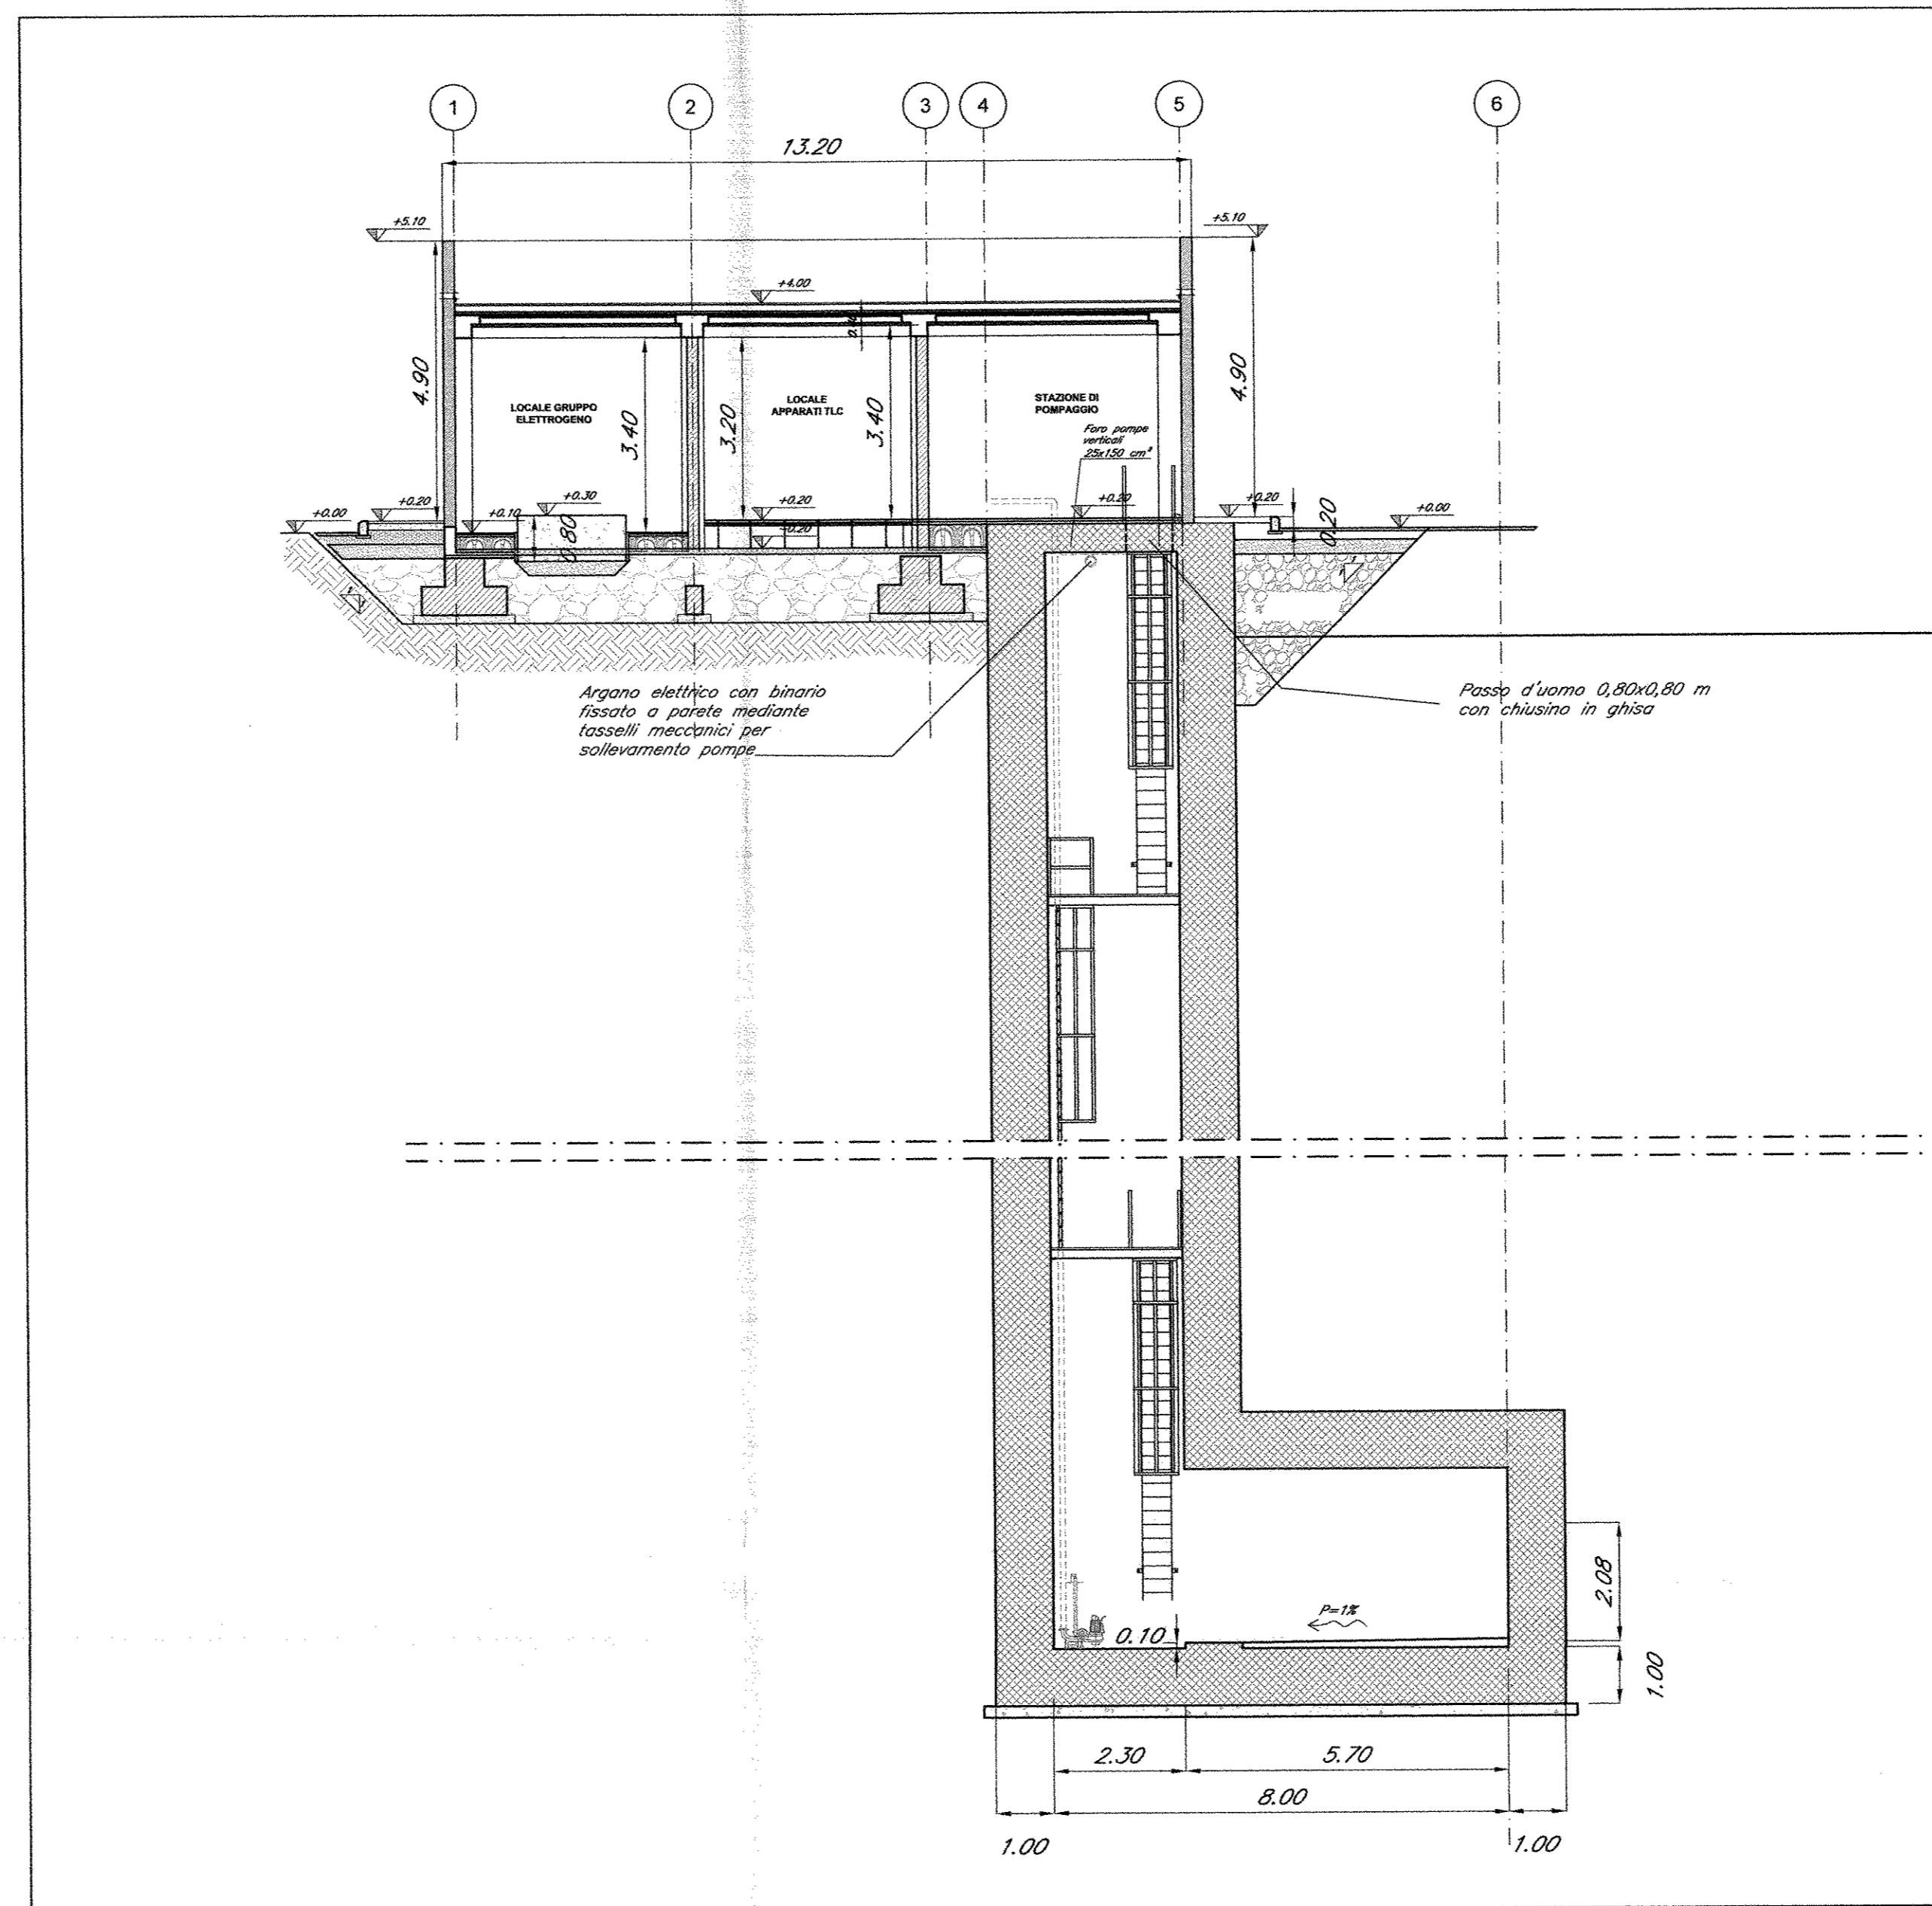 1 2 3 4 5 6
13.20
+5.10 +5.10
+4.00
4.90
LOCALE GRUPPO
ELETTROGENO
3.40
3.20
LOCALE
APPARATI TLC
3.40
STAZIONE DI
POMPAGGIO
Foro pompe
verticali
25x150 cm²
4.90
+0.00
+0.20
+0.10
+0.30
0.80
+0.20
+0.20
+0.20
+0.20
0.20
+0.00
Argano elettrico con binario
fissato a parete mediante
tasselli meccanici per
sollevamento pompe
Passo d'uomo 0,80x0,80 m
con chiusino in ghisa
P=1%
0.10
2.08
1.00
2.30 5.70
8.00
1.00 1.00